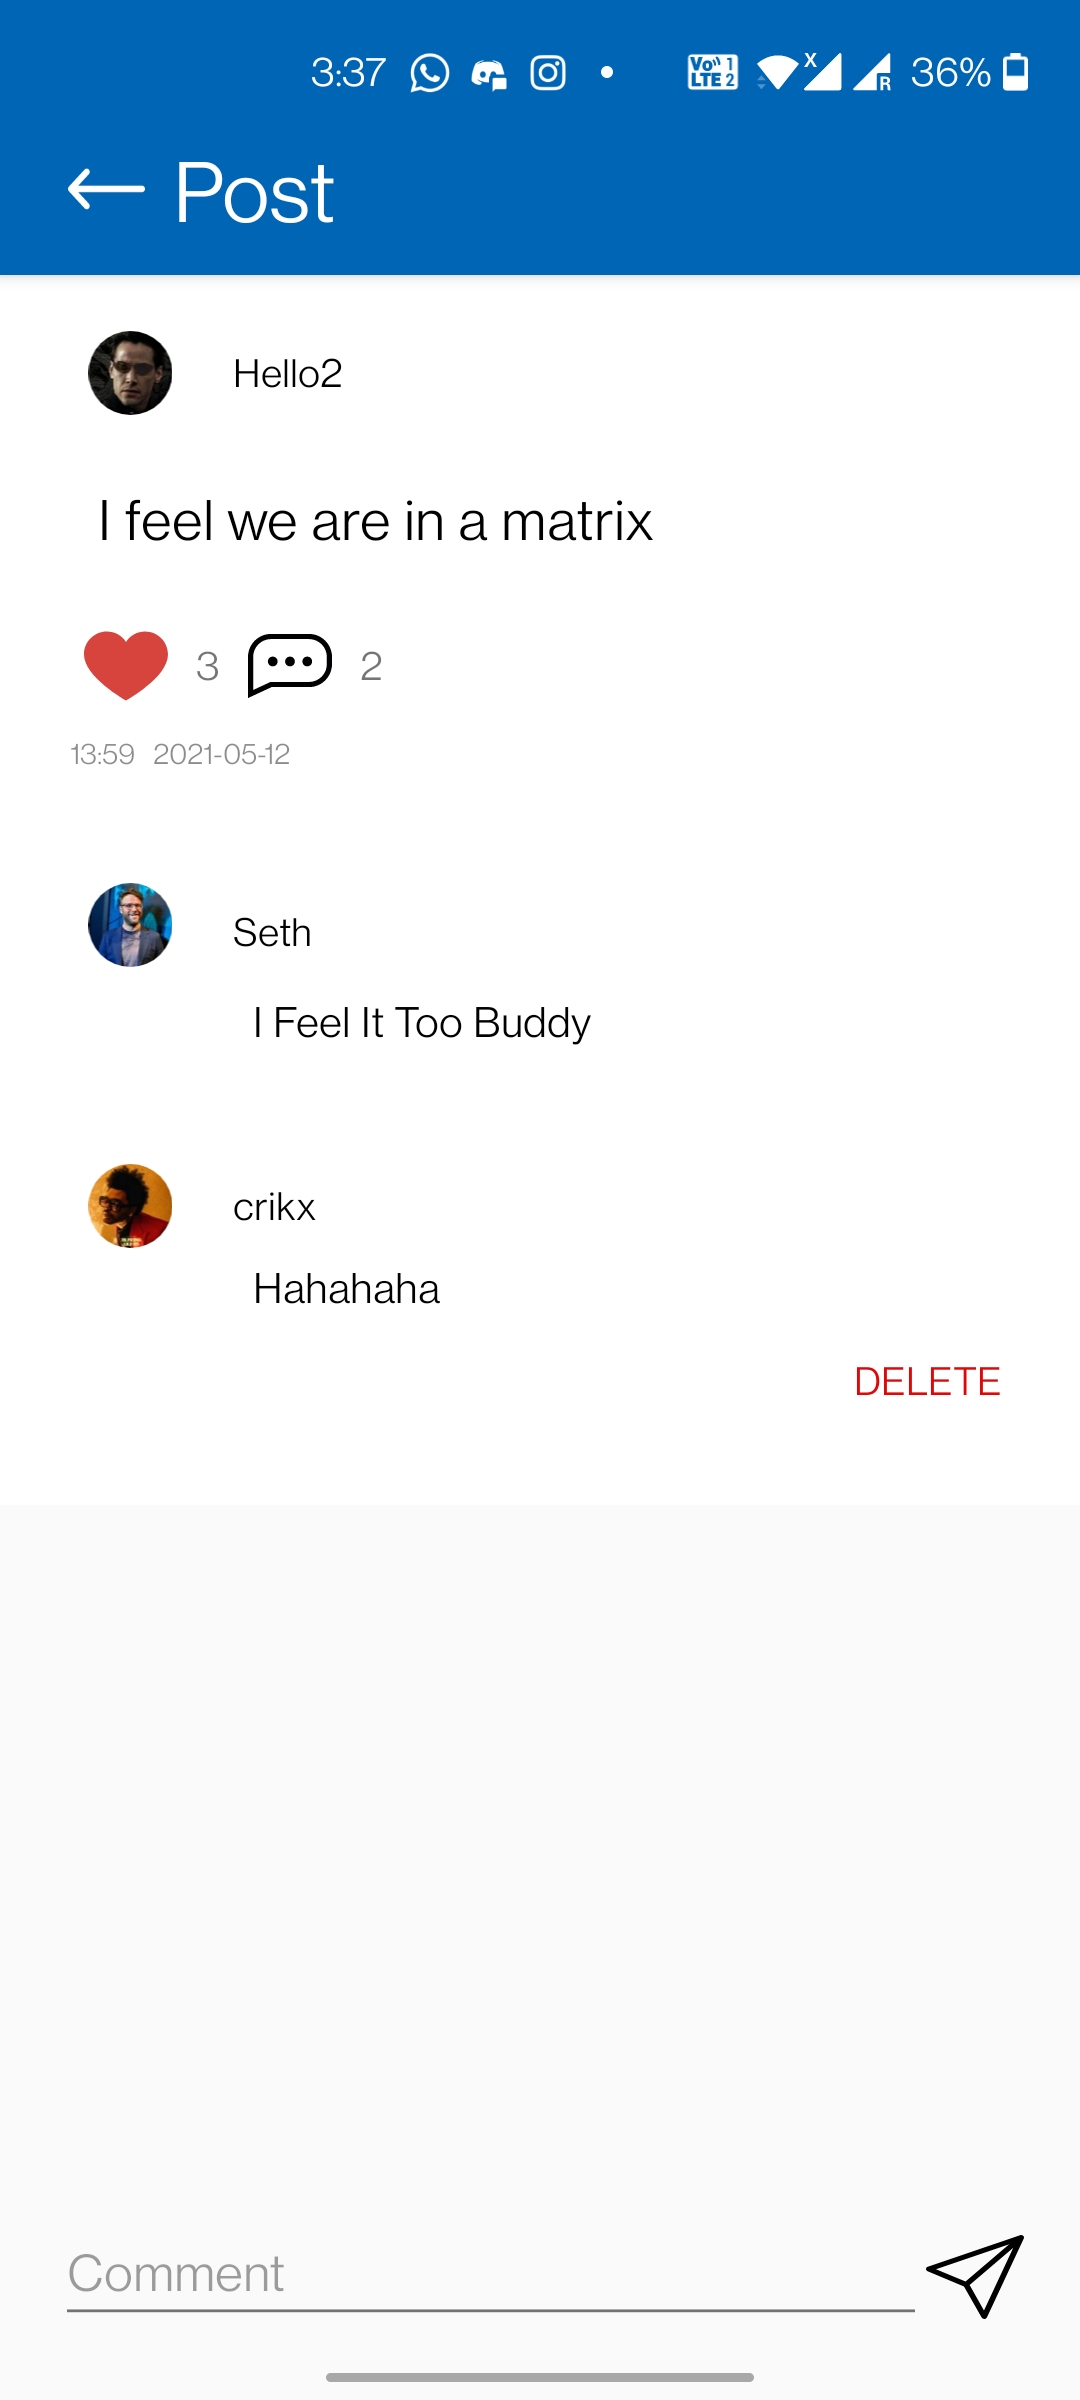 3:37 Vo 1 LTE 2 X R 36%
Post
Hello2
I feel we are in a matrix
3 2
13:59 2021-05-12
Seth
I Feel It Too Buddy
crikx
Hahahaha
DELETE
Comment